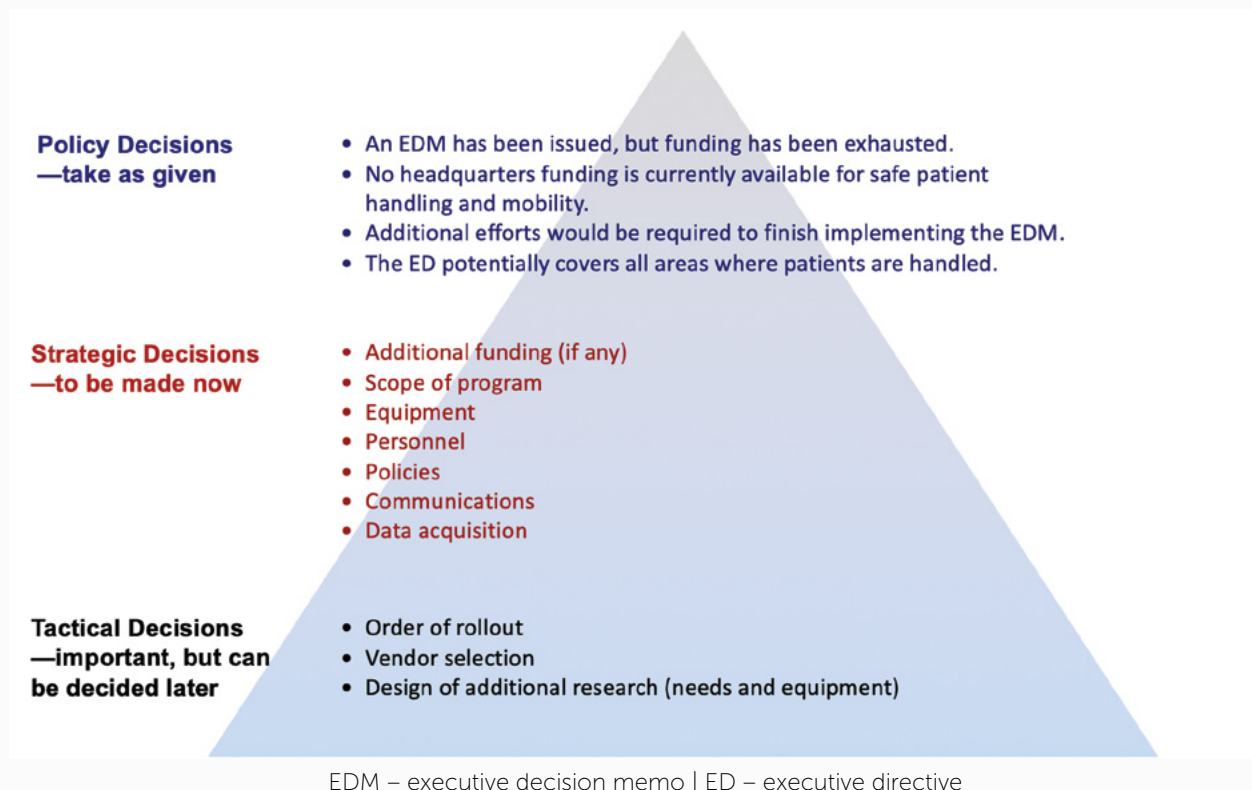 Policy Decisions
—take as given
• An EDM has been issued, but funding has been exhausted.
• No headquarters funding is currently available for safe patient
handling and mobility.
• Additional efforts would be required to finish implementing the EDM.
• The ED potentially covers all areas where patients are handled.
Strategic Decisions
—to be made now
• Additional funding (if any)
• Scope of program
• Equipment
• Personnel
• Policies
• Communications
• Data acquisition
Tactical Decisions
—important, but can
be decided later
• Order of rollout
• Vendor selection
• Design of additional research (needs and equipment)
EDM – executive decision memo | ED – executive directive